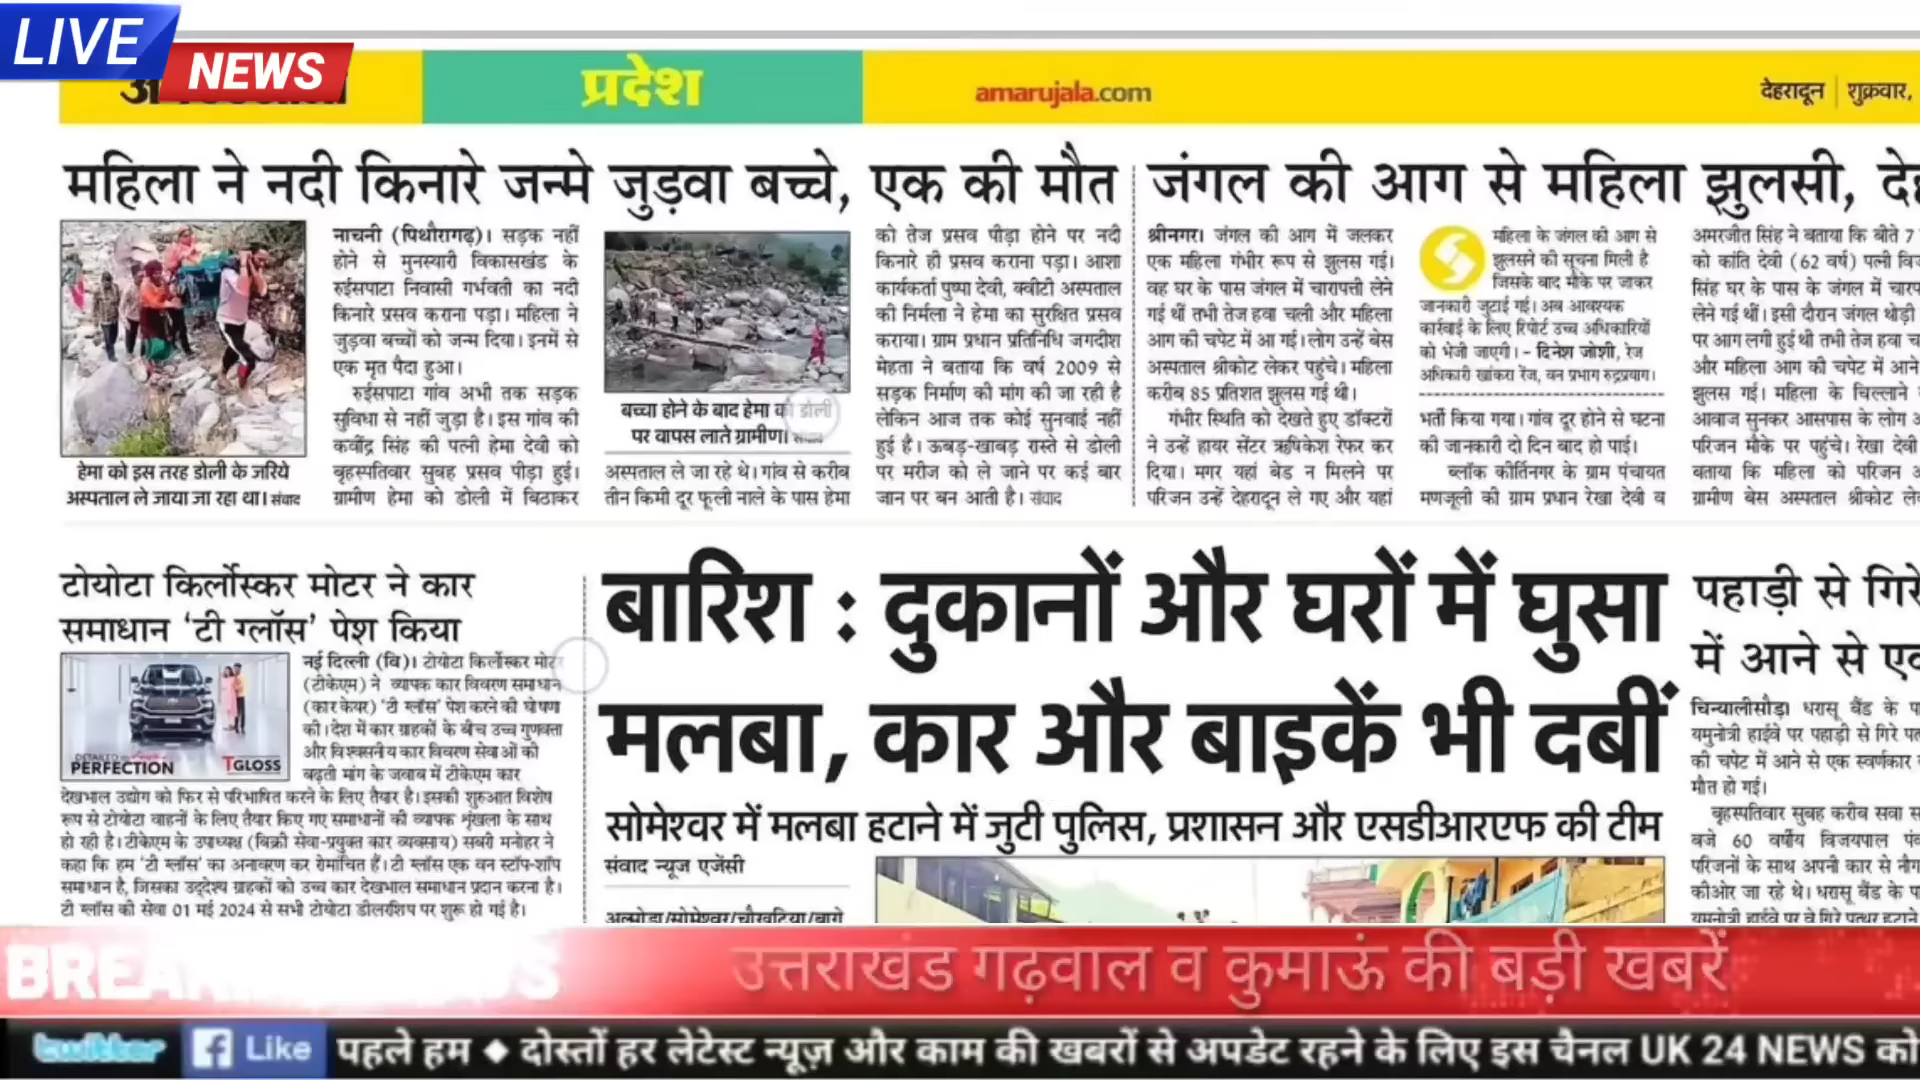 LIVE
NEWS
प्रदेश
amarujala.com
देहरादून
शुक्रवार,
महिला ने नदी किनारे जन्मे जुड़वा बच्चे, एक की मौत
हेमा को इस तरह डोली के जरिये
अस्पताल ले जाया जा रहा था। संवाद
नाचनी (पिथौरागढ़)। सड़क नहीं
होने से मुनस्यारी विकासखंड के
रुईसपाटा निवासी गर्भवती का नदी
किनारे प्रसव कराना पड़ा। महिला ने
जुड़वा बच्चों को जन्म दिया। इनमें से
एक मृत पैदा हुआ।
रुईसपाटा गांव अभी तक सड़क
सुविधा से नहीं जुड़ा है। इस गांव की
कवींद्र सिंह की पत्नी हेमा देवी को
बृहस्पतिवार सुबह प्रसव पीड़ा हुई।
ग्रामीण हेमा को डोली में बिठाकर
बच्चा होने के बाद हेमा को डोली
पर वापस लाते ग्रामीण।
अस्पताल ले जा रहे थे। गांव से करीब
तीन किमी दूर फूली नाले के पास हेमा
को तेज प्रसव पीड़ा होने पर नदी
किनारे ही प्रसव कराना पड़ा। आशा
कार्यकर्ता पुष्पा देवी, क्वीटी अस्पताल
की निर्मला ने हेमा का सुरक्षित प्रसव
कराया। ग्राम प्रधान प्रतिनिधि जगदीश
मेहता ने बताया कि वर्ष 2009 से
सड़क निर्माण की मांग की जा रही है
लेकिन आज तक कोई सुनवाई नहीं
हुई है। ऊबड़-खाबड़ रास्ते से डोली
पर मरीज को ले जाने पर कई बार
जान पर बन आती है। संवाद
जंगल की आग से महिला झुलसी,
श्रीनगर। जंगल की आग में जलकर
एक महिला गंभीर रूप से झुलस गई।
वह घर के पास जंगल में चारापत्ती लेने
गई थीं तभी तेज हवा चली और महिला
आग की चपेट में आ गई। लोग उन्हें बेस
अस्पताल श्रीकोट लेकर पहुंचे। महिला
करीब 85 प्रतिशत झुलस गई थी।
गंभीर स्थिति को देखते हुए डॉक्टरों
ने उन्हें हायर सेंटर ऋषिकेश रेफर कर
दिया। मगर यहां बेड न मिलने पर
परिजन उन्हें देहरादून ले गए और यहां
महिला के जंगल की आग से
झुलसने की सूचना मिली है
जिसके बाद मौके पर जाकर
जानकारी जुटाई गई। अब आवश्यक
कार्रवाई के लिए रिपोर्ट उच्च अधिकारियों
को भेजी जाएगी। - दिनेश जोशी, रेंज
अधिकारी खांकरा रेंज, वन प्रभाग रुद्रप्रयाग।
भर्ती किया गया। गांव दूर होने से घटना
की जानकारी दो दिन बाद हो पाई।
ब्लॉक कीर्तिनगर के ग्राम पंचायत
मणजूली की ग्राम प्रधान रेखा देवी व
अमरजीत सिंह ने बताया कि बीते 7
को कांति देवी (62 वर्ष) पत्नी
सिंह घर के पास के जंगल में
लेने गई थीं। इसी दौरान जंगल थोड़ी
पर आग लगी हुई थी तभी तेज हवा
और महिला आग की चपेट में आने
झुलस गई। महिला के चिल्लाने
आवाज सुनकर आसपास के लोग
परिजन मौके पर पहुंचे। रेखा देवी
बताया कि महिला को परिजन
ग्रामीण बेस अस्पताल श्रीकोट
टोयोटा किर्लोस्कर मोटर ने कार
समाधान ‘टी ग्लॉस’ पेश किया
PERFECTION
TGLOSS
नई दिल्ली (वि)। टोयोटा किर्लोस्कर मोटर
(टीकेएम) ने व्यापक कार विवरण समाधान
(कार केयर) ‘टी ग्लॉस’ पेश करने की घोषणा
की। देश में कार ग्राहकों के बीच उच्च गुणवत्ता
और विश्वसनीय कार विवरण सेवाओं की
बढ़ती मांग के जवाब में टीकेएम कार
देखभाल उद्योग को फिर से परिभाषित करने के लिए तैयार है। इसकी शुरुआत विशेष
रूप से टोयोटा वाहनों के लिए तैयार किए गए समाधानों की व्यापक श्रृंखला के साथ
हो रही है। टीकेएम के उपाध्यक्ष (बिक्री सेवा-प्रयुक्त कार व्यवसाय) सबरी मनोहर ने
कहा कि हम ‘टी ग्लॉस’ का अनावरण कर रोमांचित हैं। टी ग्लॉस एक वन स्टॉप-शॉप
समाधान है, जिसका उद्देश्य ग्राहकों को उच्च कार देखभाल समाधान प्रदान करना है।
टी ग्लॉस की सेवा 01 मई 2024 से सभी टोयोटा डीलरशिप पर शुरू हो गई है।
बारिश : दुकानों और घरों में घुसा
मलबा, कार और बाइकें भी दबीं
सोमेश्वर में मलबा हटाने में जुटी पुलिस, प्रशासन और एसडीआरएफ की टीम
संवाद न्यूज एजेंसी
अल्मोड़ा/सोमेश्वर/चौखुटिया/बागे
पहाड़ी से गिरे
में आने से
चिन्यालीसौड़। धरासू बैंड के
यमुनोत्री हाईवे पर पहाड़ी से गिरे
की चपेट में आने से एक स्वर्णकार
मौत हो गई।
बृहस्पतिवार सुबह करीब सवा
बजे 60 वर्षीय विजयपाल
परिजनों के साथ अपनी कार से
की ओर जा रहे थे। धरासू बैंड के
यमुनोत्री हाईवे पर वे गिरे पत्थर हटाने
उत्तराखंड गढ़वाल व कुमाऊं की बड़ी खबरें
twitter
Like
पहले हम ◆ दोस्तों हर लेटेस्ट न्यूज़ और काम की खबरों से अपडेट रहने के लिए इस चैनल UK 24 NEWS को